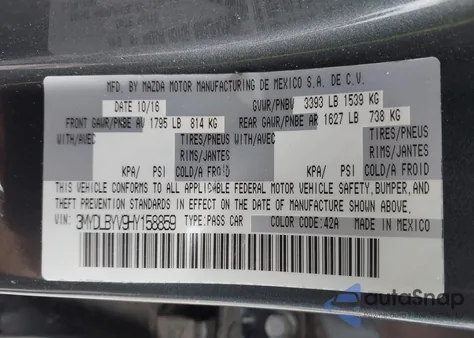 MFD. BY MAZDA MOTOR MANUFACTURING DE MEXICO S.A. DE C.V.
DATE 10/16 GVWR/PNBV 3393 LB 1539 KG
FRONT GAWR/PNBE AV 1795 LB 814 KG REAR GAWR/PNBE AR 1627 LB 738 KG
WITH/AVEC TIRES/PNEUS WITH/AVEC TIRES/PNEUS
RIMS/JANTES RIMS/JANTES
KPA/ PSI COLD/A FROID KPA/ PSI COLD/A FROID
THIS VEHICLE CONFORMS TO ALL APPLICABLE FEDERAL MOTOR VEHICLE SAFETY, BUMPER, AND
THEFT PREVENTION STANDARDS IN EFFECT ON THE DATE OF MANUFACTURE SHOWN ABOVE.
VIN: 3MYDLBYV9HY158859 TYPE: PASS CAR COLOR CODE: 42A MADE IN MEXICO
autoSnap